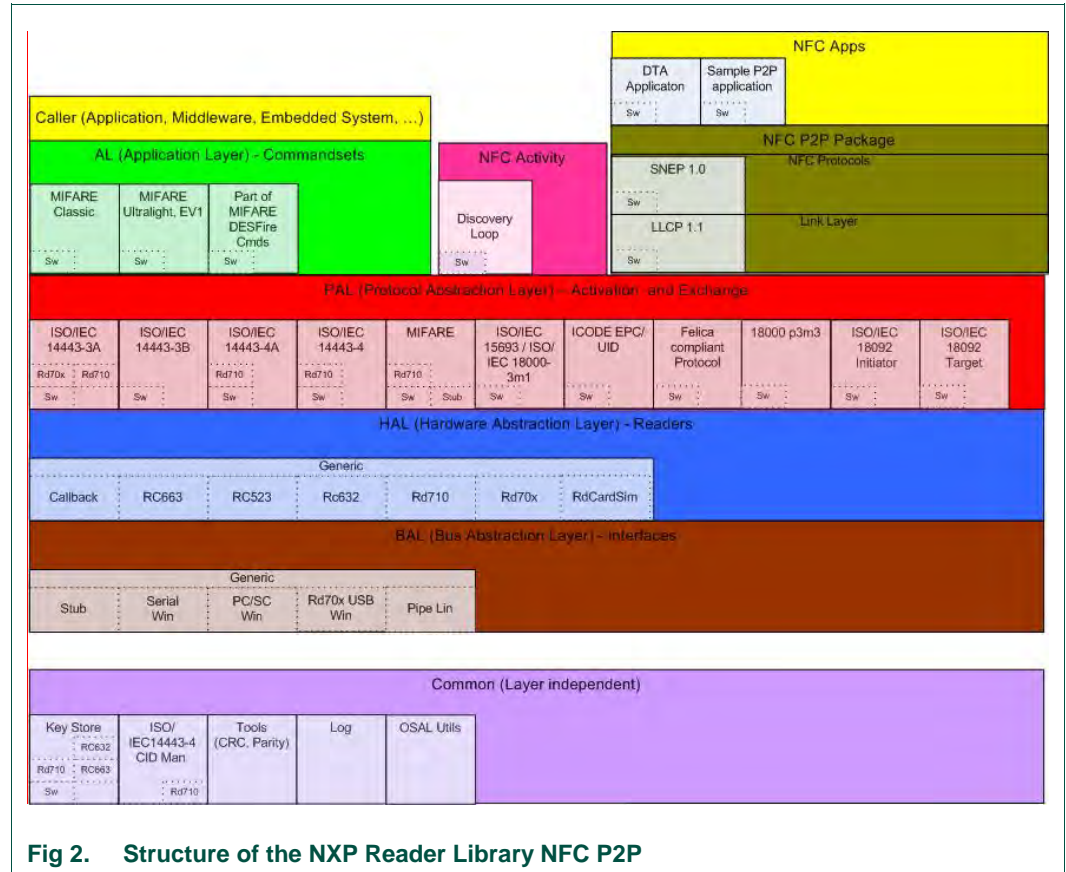 NFC Apps
DTA
Applicaton
Sw
Sample P2P
application
Sw
Caller (Application, Middleware, Embedded System, ...)
AL (Application Layer) - Commandsets
MIFARE
Classic
Sw
MIFARE
Ultralight, EV1
Sw
Part of
MIFARE
DESFire
Cmds
Sw
NFC Activity
Discovery
Loop
Sw
NFC P2P Package
NFC Protocols
SNEP 1.0
Sw
Link Layer
LLCP 1.1
Sw
PAL (Protocol Abstraction Layer) – Activation and Exchange
ISO/IEC
14443-3A
Rd70x Rd710
Sw
ISO/IEC
14443-3B
Sw
ISO/IEC
14443-4A
Rd710
Sw
ISO/IEC
14443-4
Rd710
Sw
MIFARE
Rd710
Sw Stub
ISO/IEC
15693 / ISO/
IEC 18000-
3m1
Sw
ICODE EPC/
UID
Sw
Felica
compliant
Protocol
Sw
18000 p3m3
Sw
ISO/IEC
18092
Initiator
Sw
ISO/IEC
18092
Target
Sw
HAL (Hardware Abstraction Layer) - Readers
Generic
Callback RC663 RC523 Rc632 Rd710 Rd70x RdCardSim
BAL (Bus Abstraction Layer) - Interfaces
Generic
Stub
Serial
Win
PC/SC
Win
Rd70x USB
Win
Pipe Lin
Common (Layer independent)
Key Store
RC632
Rd710 RC663
Sw
ISO/
IEC14443-4
CID Man
Rd710
Tools
(CRC, Parity)
Log
OSAL Utils
Fig 2. Structure of the NXP Reader Library NFC P2P